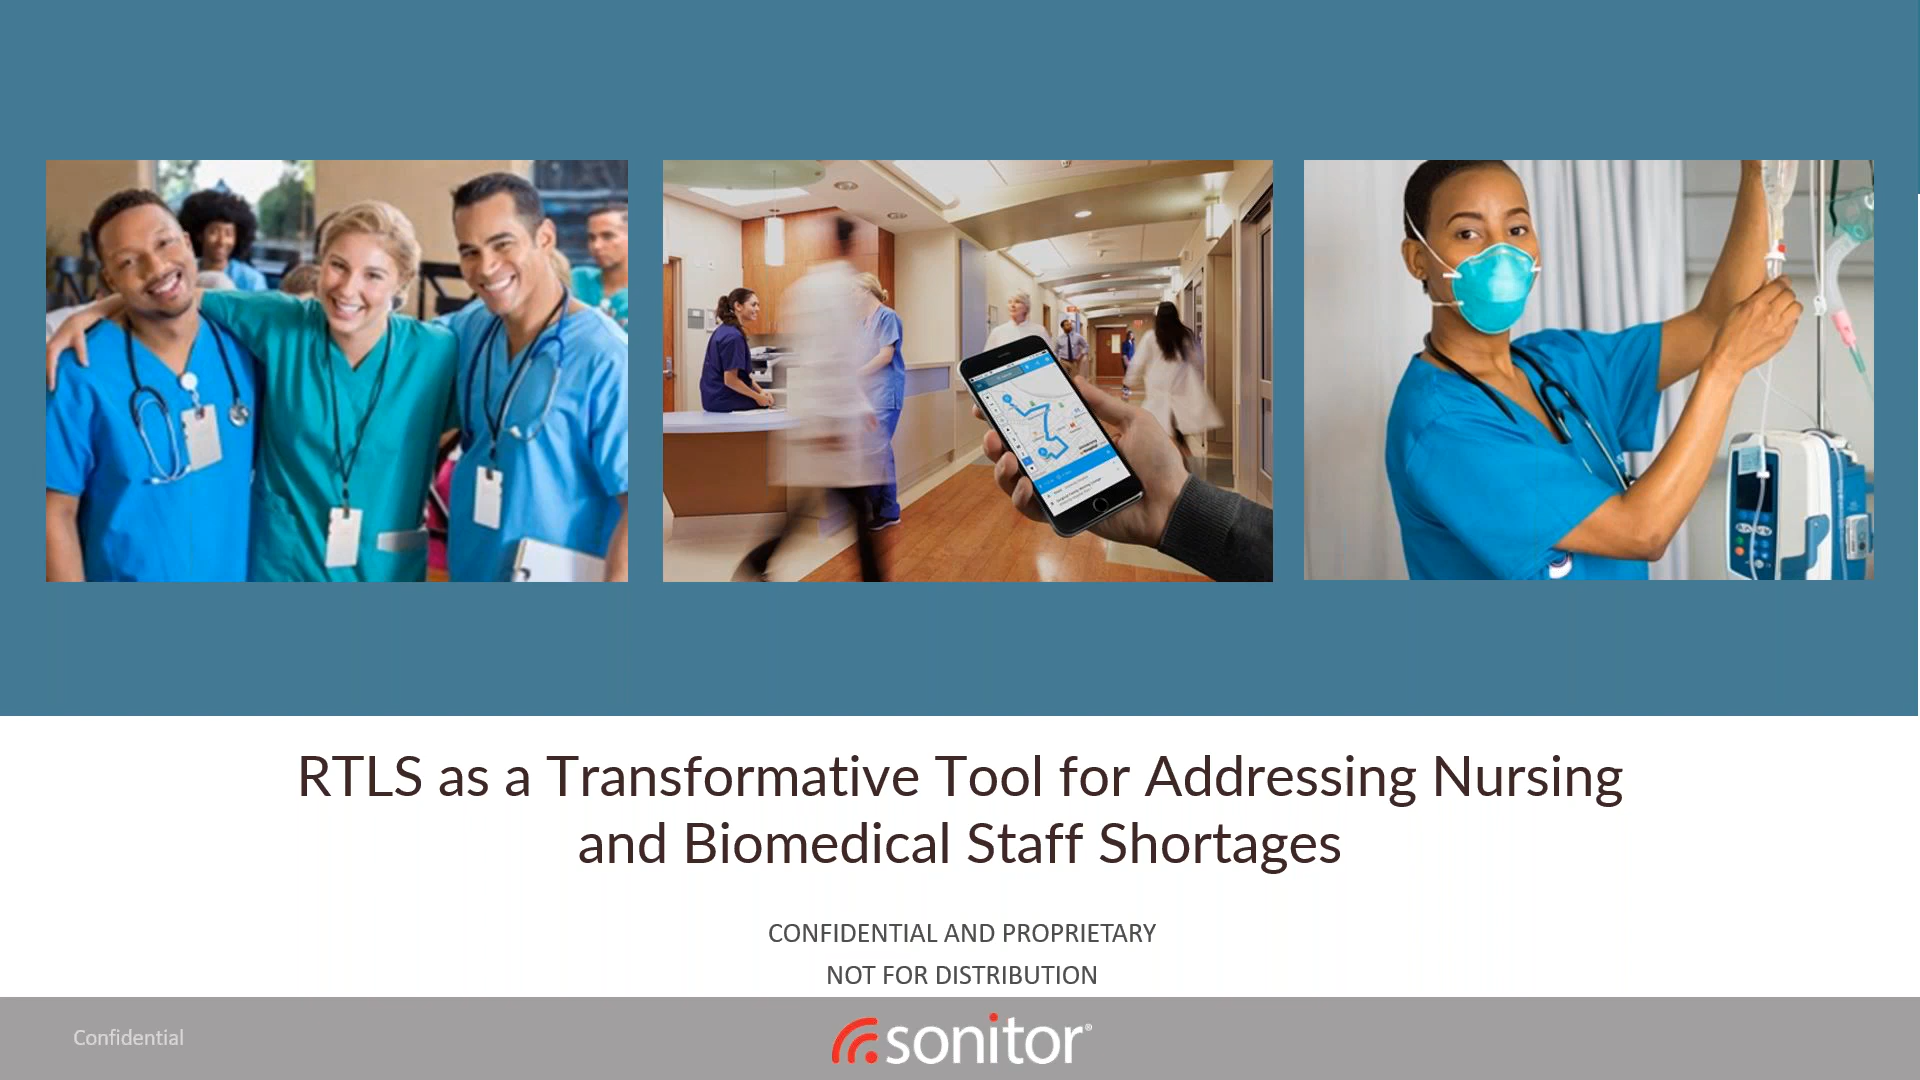 RTLS as a Transformative Tool for Addressing Nursing
and Biomedical Staff Shortages
CONFIDENTIAL AND PROPRIETARY
NOT FOR DISTRIBUTION
Confidential
sonitor®